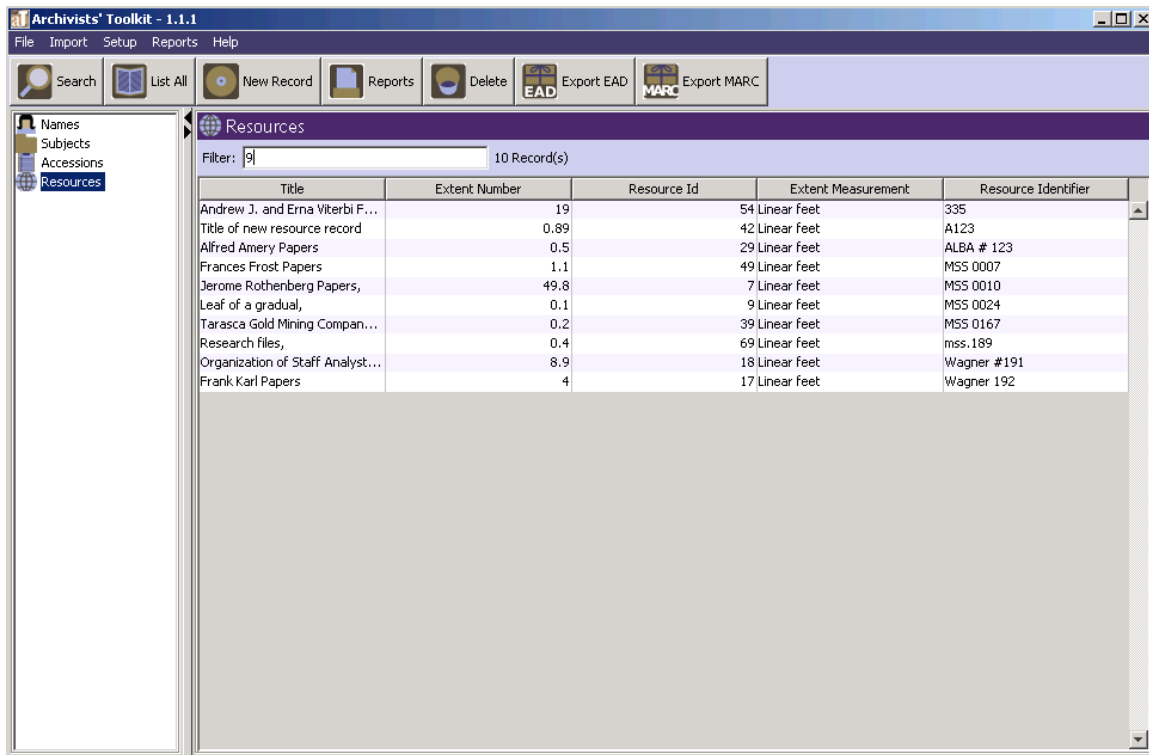 Archivists' Toolkit - 1.1.1
File Import Setup Reports Help
Search List All New Record Reports Delete EAD Export EAD MARC Export MARC
Names
Subjects
Accessions
Resources
Resources
Filter: 9 10 Record(s)
Title Extent Number Resource Id Extent Measurement Resource Identifier
Andrew J. and Erna Viterbi F... 19 54 Linear feet 335
Title of new resource record 0.89 42 Linear feet A123
Alfred Amery Papers 0.5 29 Linear feet ALBA # 123
Frances Frost Papers 1.1 49 Linear feet MSS 0007
Jerome Rothenberg Papers, 49.8 7 Linear feet MSS 0010
Leaf of a gradual, 0.1 9 Linear feet MSS 0024
Tarasca Gold Mining Compan... 0.2 39 Linear feet MSS 0167
Research files, 0.4 69 Linear feet mss.189
Organization of Staff Analyst... 8.9 18 Linear feet Wagner #191
Frank Karl Papers 4 17 Linear feet Wagner 192